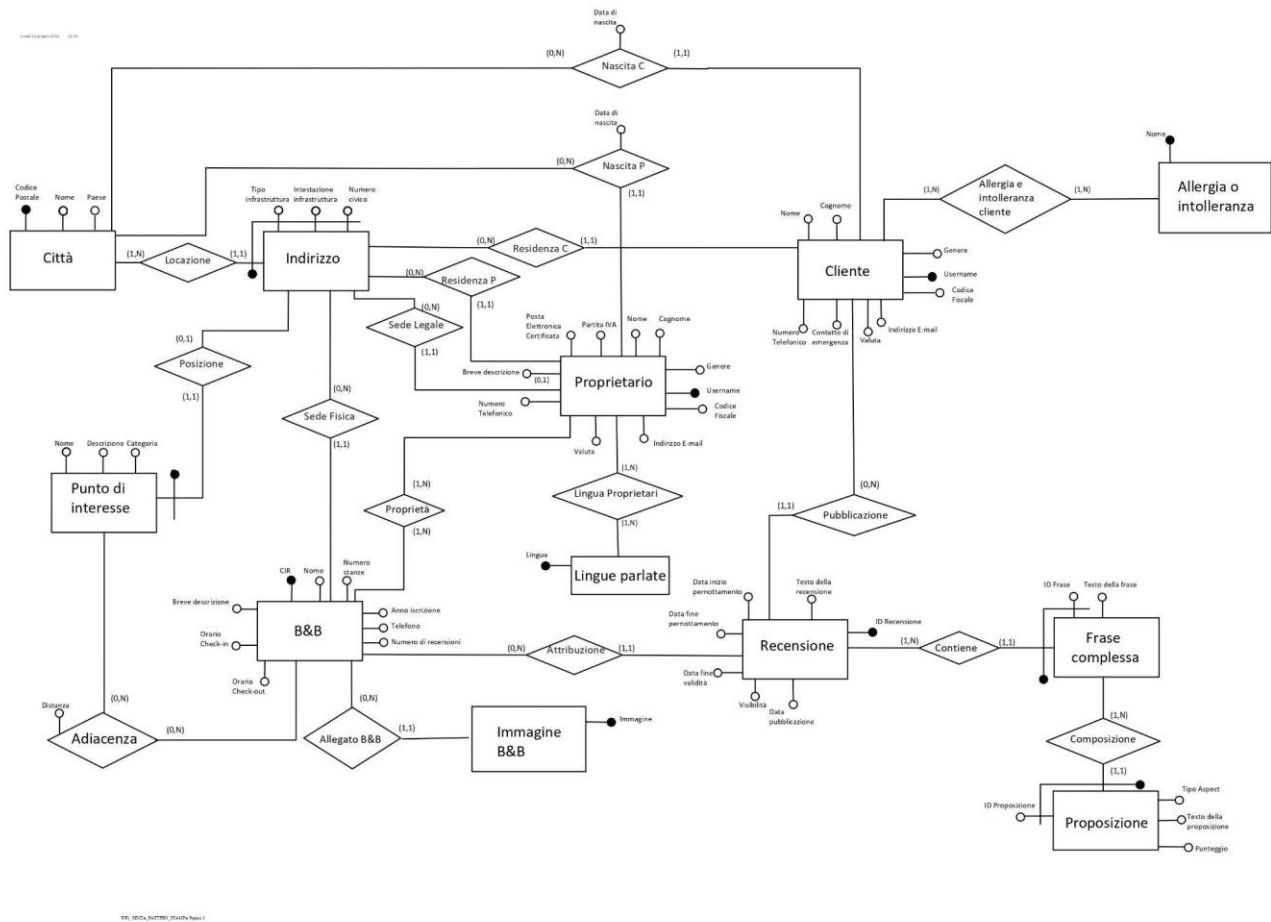 Data di
nascita
(0,N)
(1,1)
Nascita C
Data di
nascita
(0,N)
Nascita P
(1,1)
Nome
Codice
Postale
Nome
Paese
Tipo
infrastruttura
Intestazione
infrastruttura
Numero
civico
Nome
Cognome
(1,N)
Allergia e
intolleranza
cliente
(1,N)
Allergia o
intolleranza
Città
(1,N)
Locazione
(1,1)
Indirizzo
(0,N)
Residenza C
(1,1)
Cliente
Genere
Username
Codice
Fiscale
(0,N)
Residenza P
(1,1)
(0,N)
Sede Legale
(1,1)
Numero
Telefonico
Contatto di
emergenza
Valuta
Indirizzo E-mail
Posta
Elettronica
Certificata
Partita IVA
Nome
Cognome
Breve descrizione
(0,1)
Proprietario
Genere
Username
Codice
Fiscale
Numero
Telefonico
Valuta
Indirizzo E-mail
(0,1)
Posizione
(1,1)
(0,N)
Sede Fisica
(1,1)
Nome
Descrizione
Categoria
Punto di
interesse
(1,N)
Proprietà
(1,N)
(1,N)
Lingua Proprietari
(1,N)
(0,N)
(1,1)
Pubblicazione
Lingue
Lingue parlate
CIR
Nome
Numero
stanze
Breve descrizione
B&B
Anno iscrizione
Telefono
Numero di recensioni
Orario
Check-in
Orario
Check-out
Data inizio
pernottamento
Testo della
recensione
Data fine
pernottamento
ID Recensione
(0,N)
Attribuzione
(1,1)
Recensione
Data fine
validità
Visibilità
Data
pubblicazione
(1,N)
Contiene
(1,1)
ID Frase
Testo della frase
Frase
complessa
(0,N)
Distanza
Adiacenza
(0,N)
(0,N)
Allegato B&B
(1,1)
Immagine
B&B
Immagine
(1,N)
Composizione
(1,1)
ID Proposizione
Proposizione
Tipo Aspect
Testo della
proposizione
Punteggio